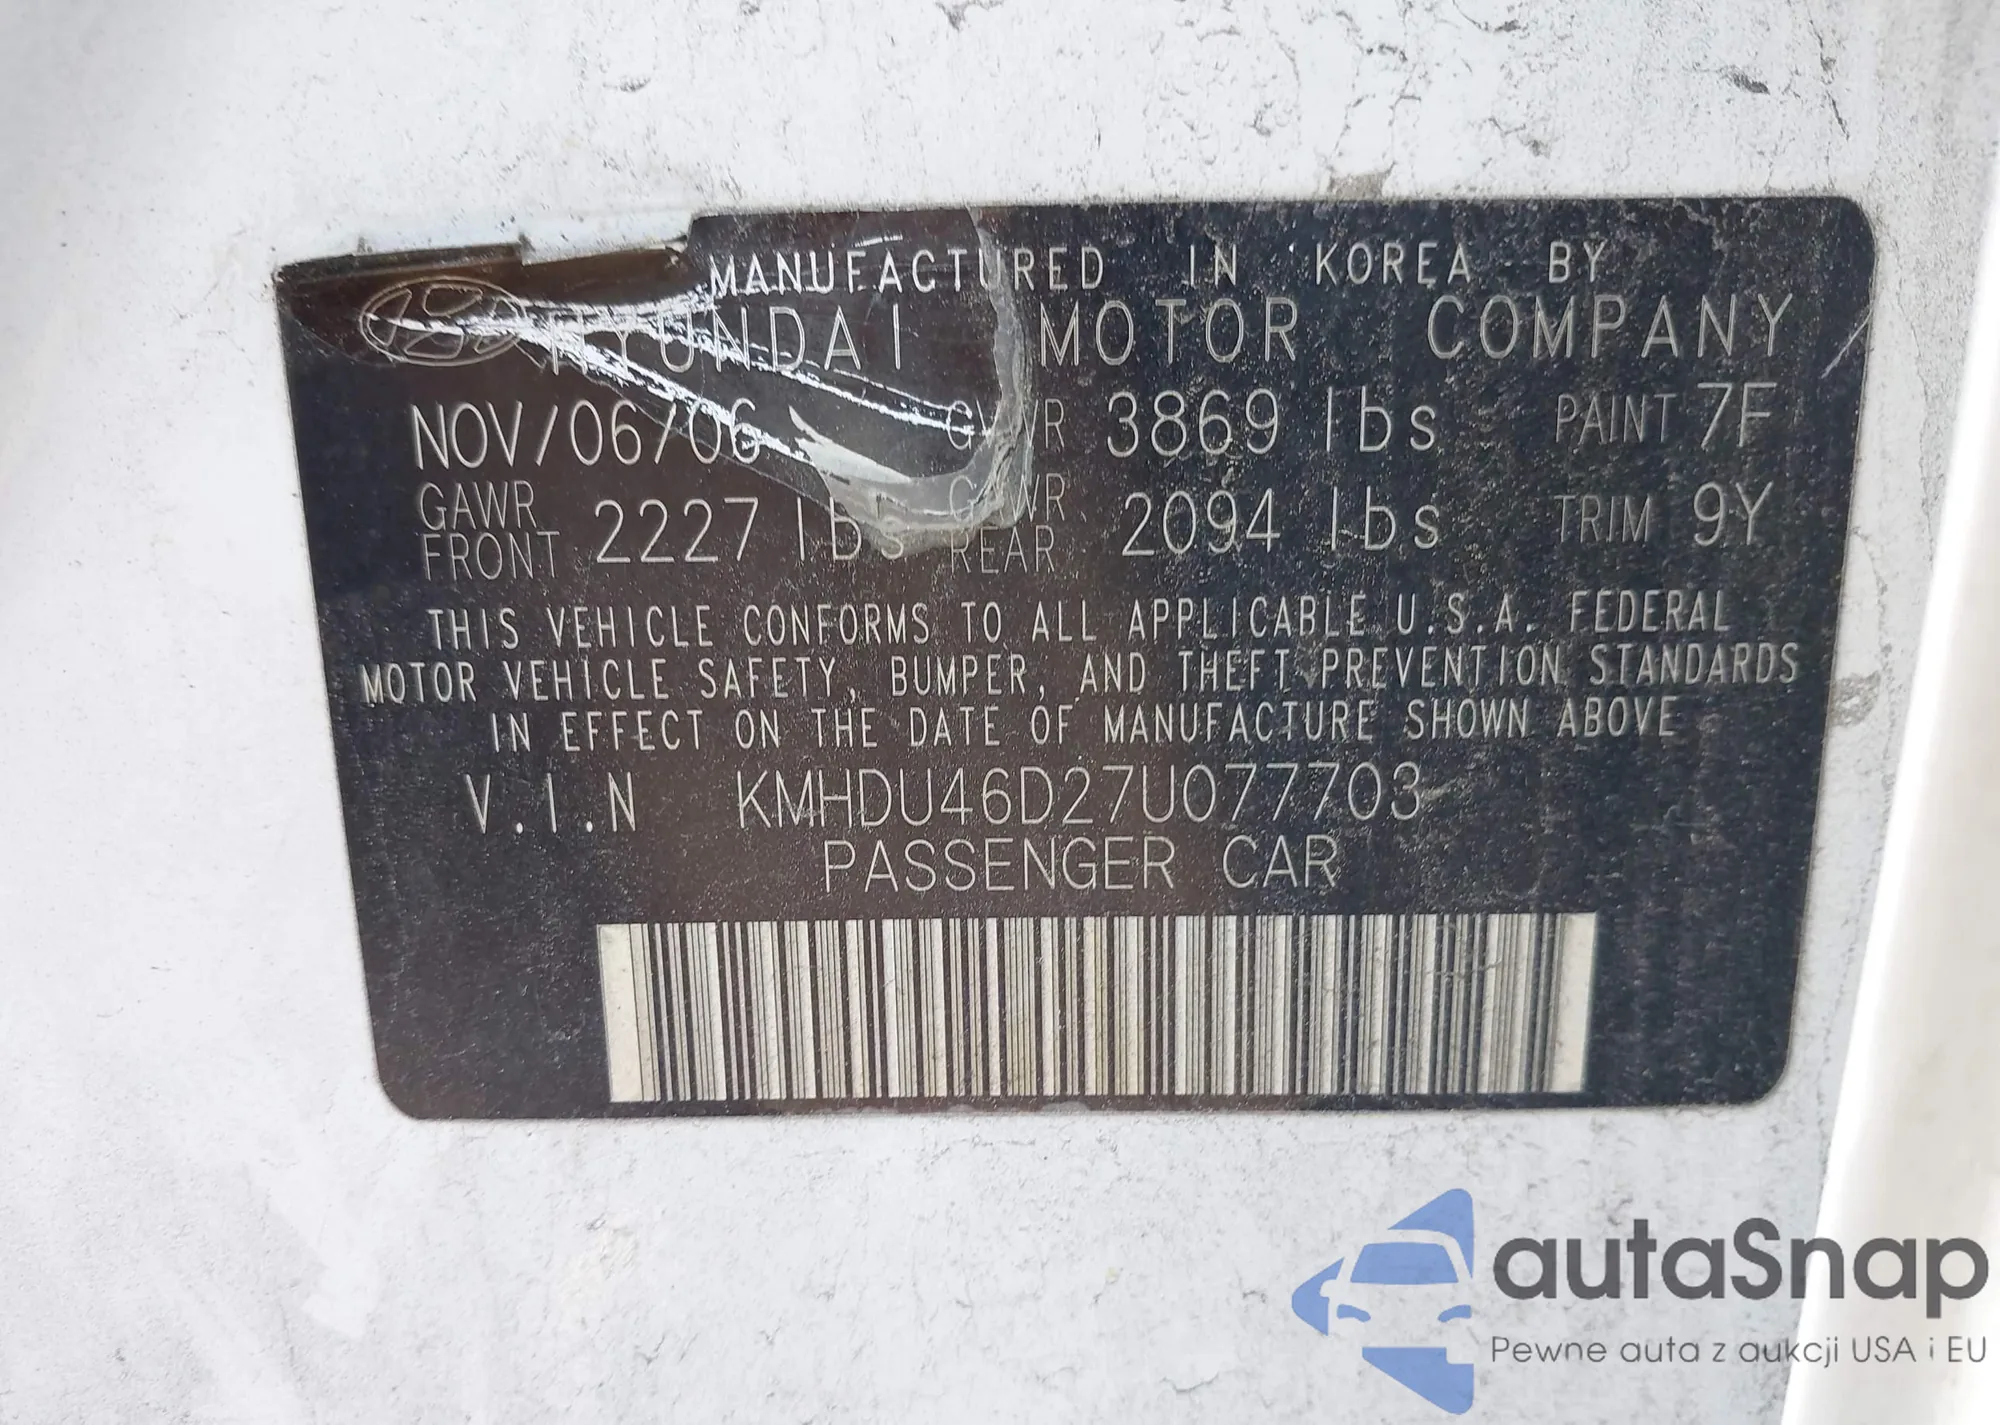 MANUFACTURED IN KOREA BY
HYUNDAI MOTOR COMPANY
NOV/06/06 GVWR 3869 lbs PAINT 7F
GAWR FRONT 2227 lbs GAWR REAR 2094 lbs TRIM 9Y
THIS VEHICLE CONFORMS TO ALL APPLICABLE U.S.A. FEDERAL
MOTOR VEHICLE SAFETY, BUMPER, AND THEFT PREVENTION STANDARDS
IN EFFECT ON THE DATE OF MANUFACTURE SHOWN ABOVE
V.I.N KMHDU46D27U077703
PASSENGER CAR
autaSnap
Pewne auta z aukcji USA i EU